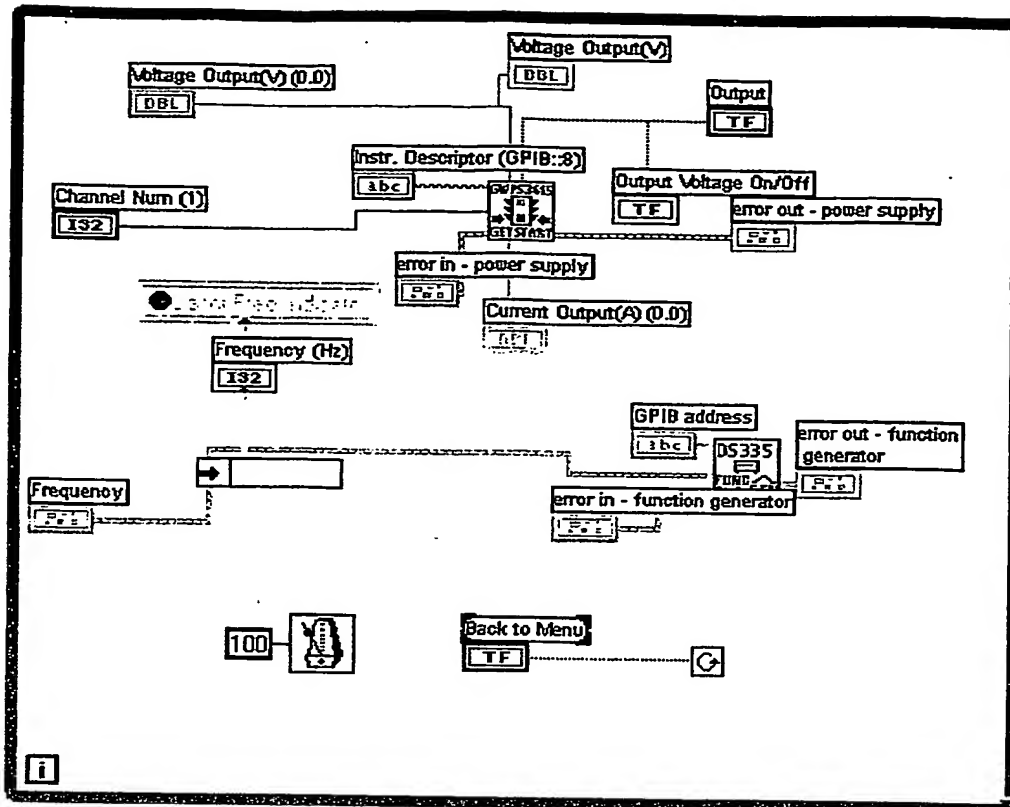 Voltage Output(V)
DBL
Voltage Output(V) (0.0)
DBL
Output
TF
Instr. Descriptor (GPIB::8)
abc
Output Voltage On/Off
TF
Channel Num (1)
I32
GETSTART
error out - power supply
error in - power supply
Current Output(A) (0.0)
Frequency (Hz)
I32
GPIB address
abc
DS335
FUNC
error out - function
generator
Frequency
error in - function generator
100
Back to Menu
TF
i